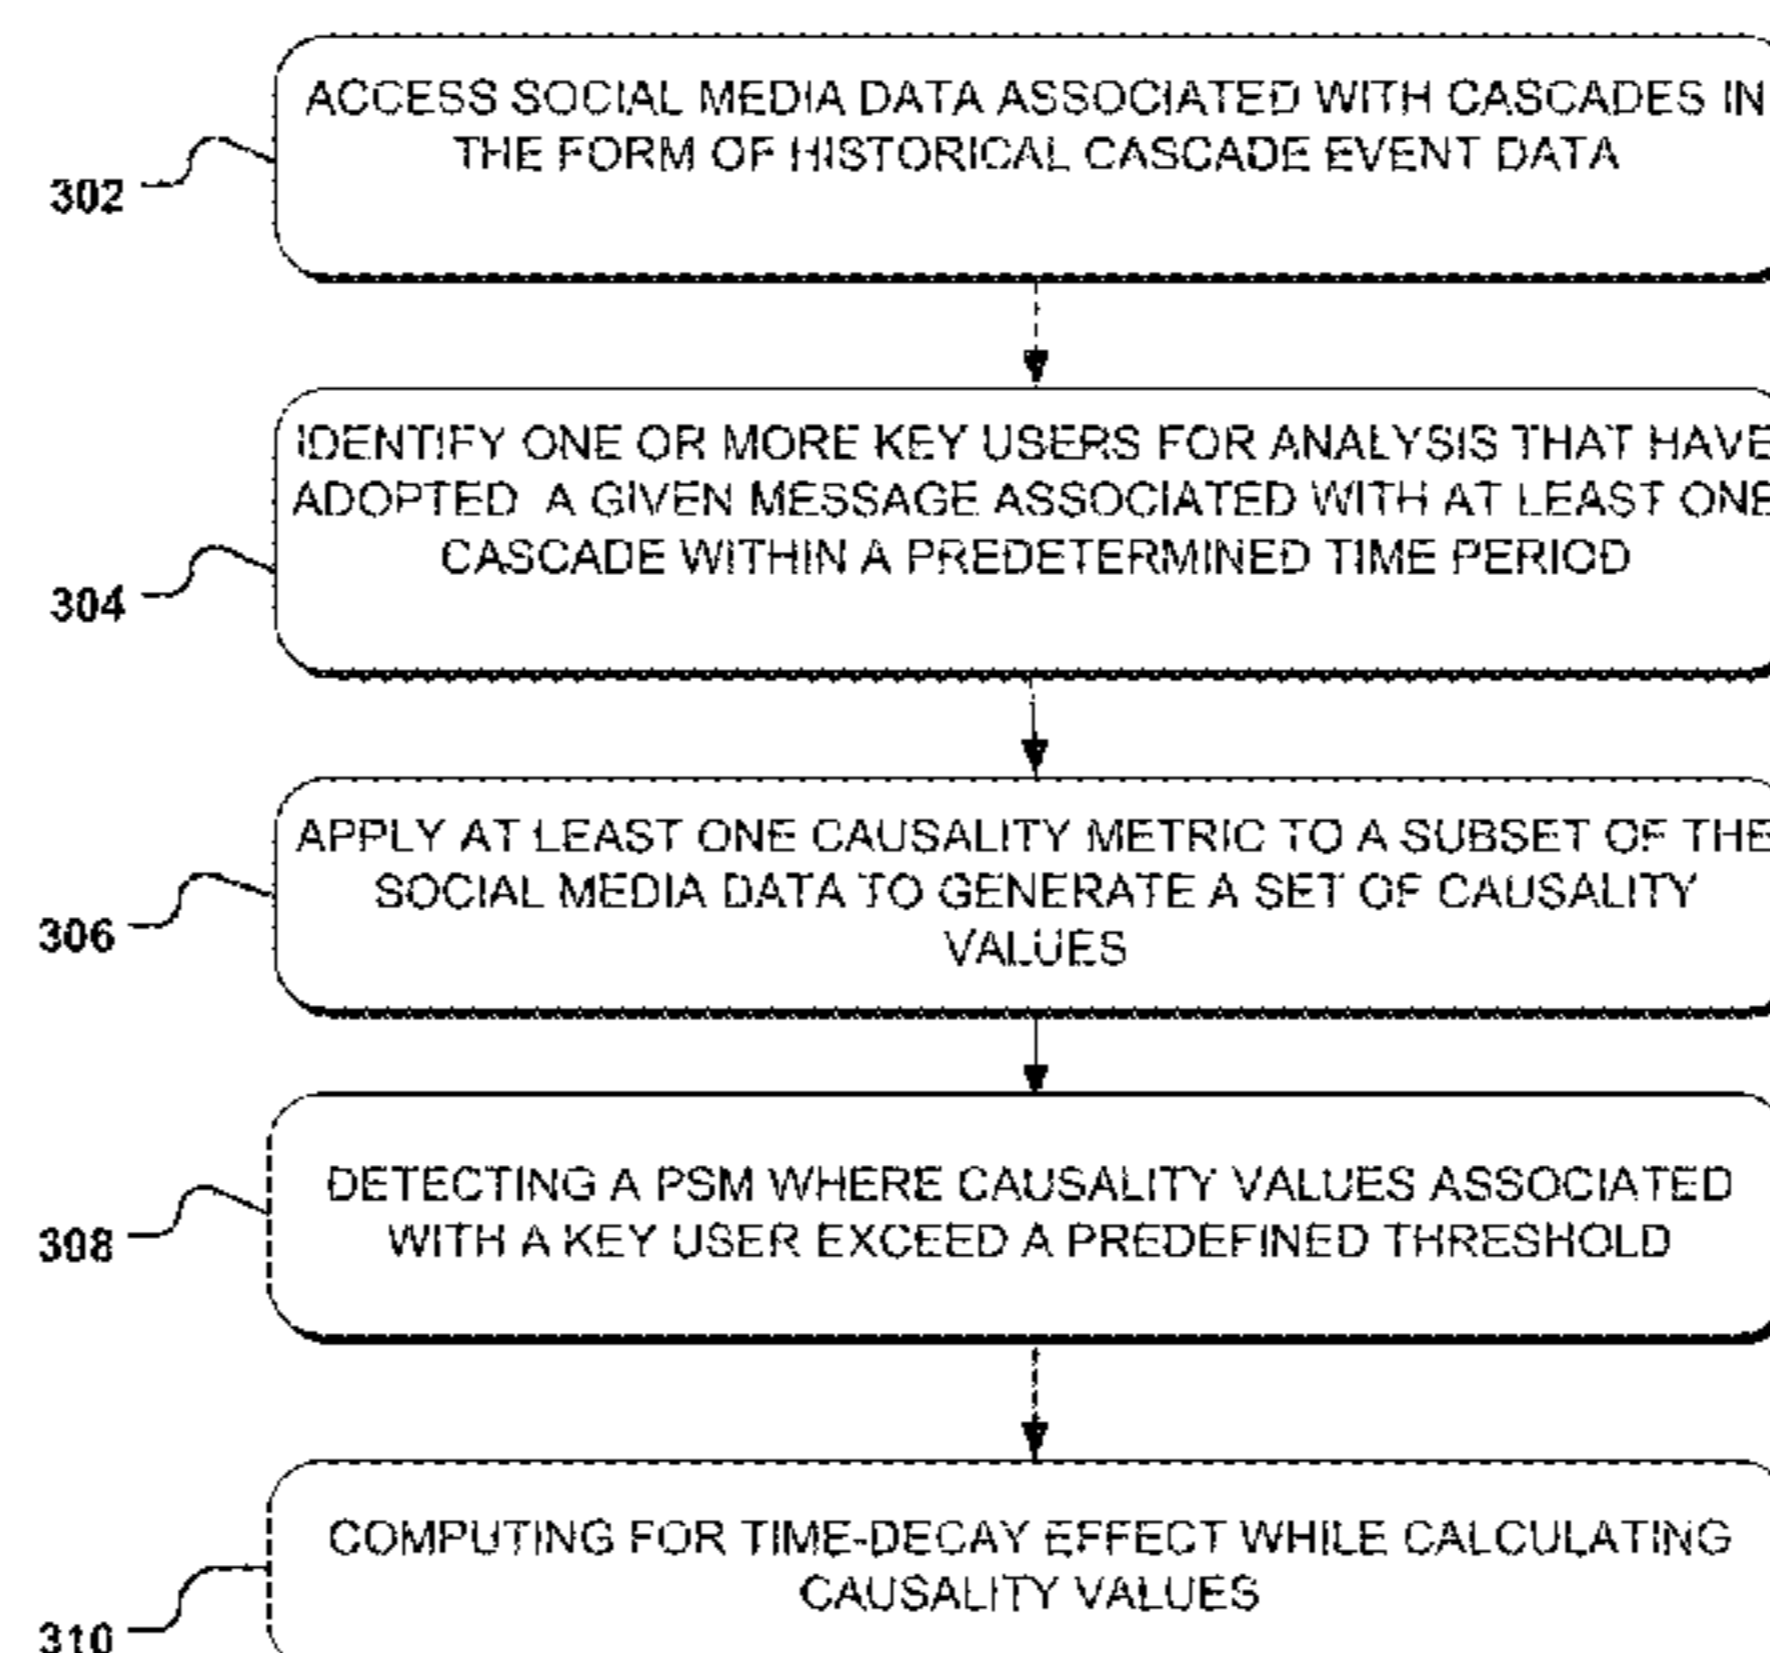 ACCESS SOCIAL MEDIA DATA ASSOCIATED WITH CASCADES IN
THE FORM OF HISTORICAL CASCADE EVENT DATA
302
IDENTIFY ONE OR MORE KEY USERS FOR ANALYSIS THAT HAVE
ADOPTED A GIVEN MESSAGE ASSOCIATED WITH AT LEAST ONE
CASCADE WITHIN A PREDETERMINED TIME PERIOD
304
APPLY AT LEAST ONE CAUSALITY METRIC TO A SUBSET OF THE
SOCIAL MEDIA DATA TO GENERATE A SET OF CAUSALITY
VALUES
306
DETECTING A PSM WHERE CAUSALITY VALUES ASSOCIATED
WITH A KEY USER EXCEED A PREDEFINED THRESHOLD
308
COMPUTING FOR TIME-DECAY EFFECT WHILE CALCULATING
CAUSALITY VALUES
310